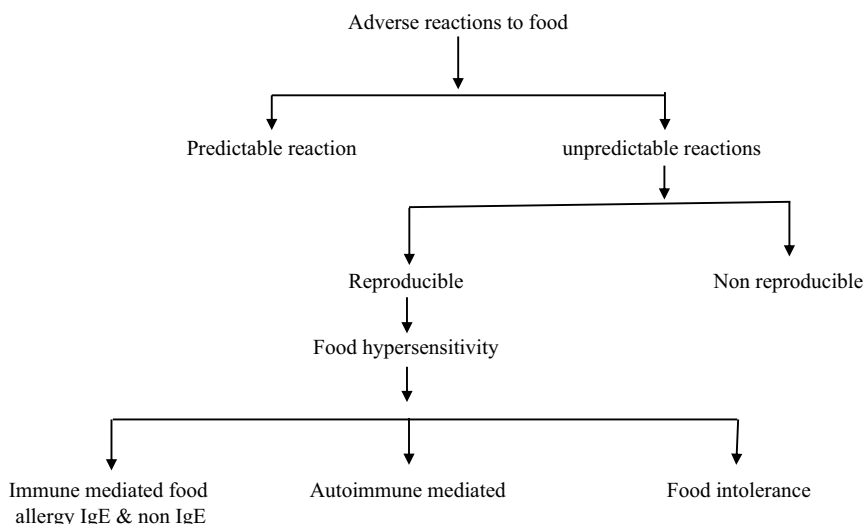 Adverse reactions to food
Predictable reaction
unpredictable reactions
Reproducible
Non reproducible
Food hypersensitivity
Immune mediated food
allergy IgE & non IgE
Autoimmune mediated
Food intolerance